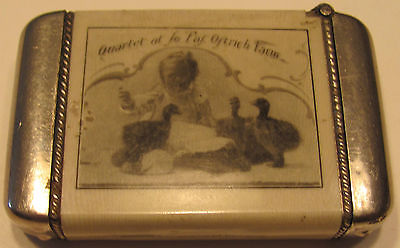 Quartet at So Pas Ostrich Farm